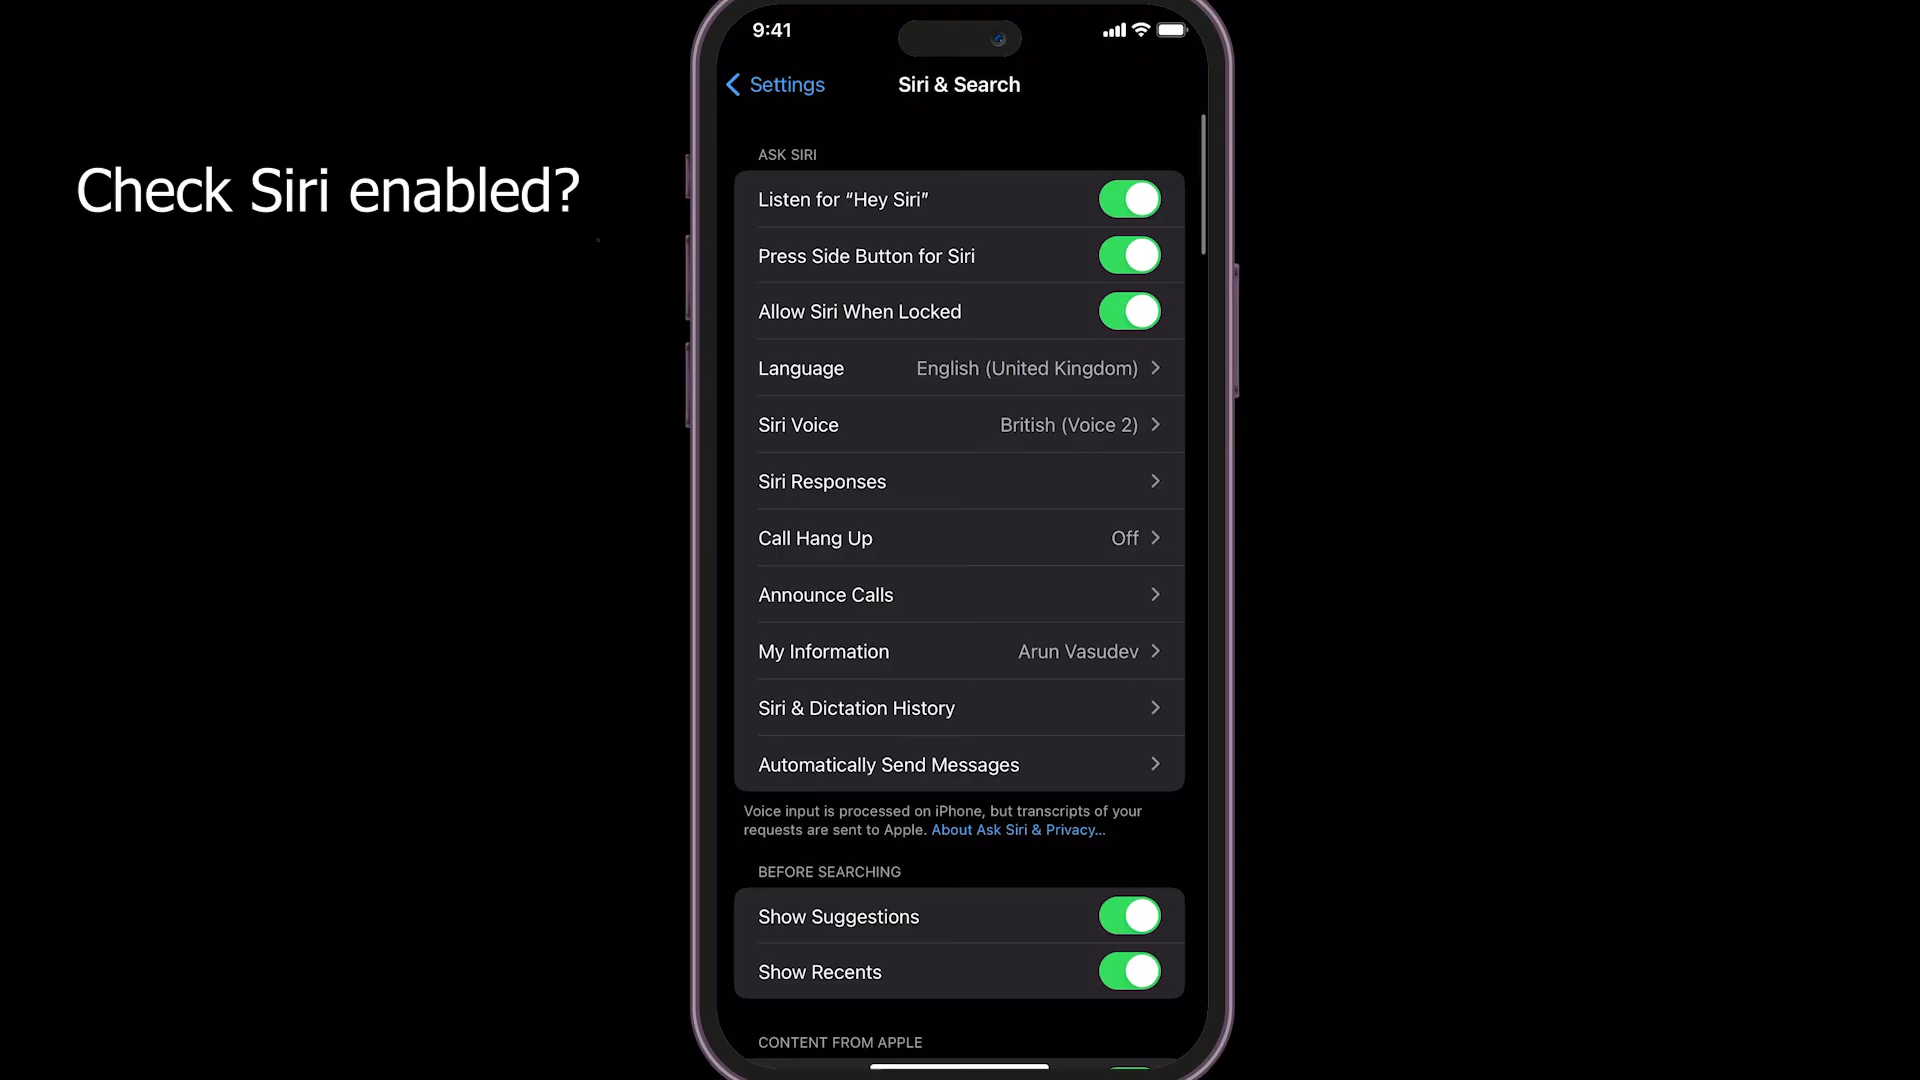 9:41
Settings
Siri & Search
Check Siri enabled?
ASK SIRI
Listen for “Hey Siri”
Press Side Button for Siri
Allow Siri When Locked
Language English (United Kingdom)
Siri Voice British (Voice 2)
Siri Responses
Call Hang Up Off
Announce Calls
My Information Arun Vasudev
Siri & Dictation History
Automatically Send Messages
Voice input is processed on iPhone, but transcripts of your
requests are sent to Apple. About Ask Siri & Privacy...
BEFORE SEARCHING
Show Suggestions
Show Recents
CONTENT FROM APPLE